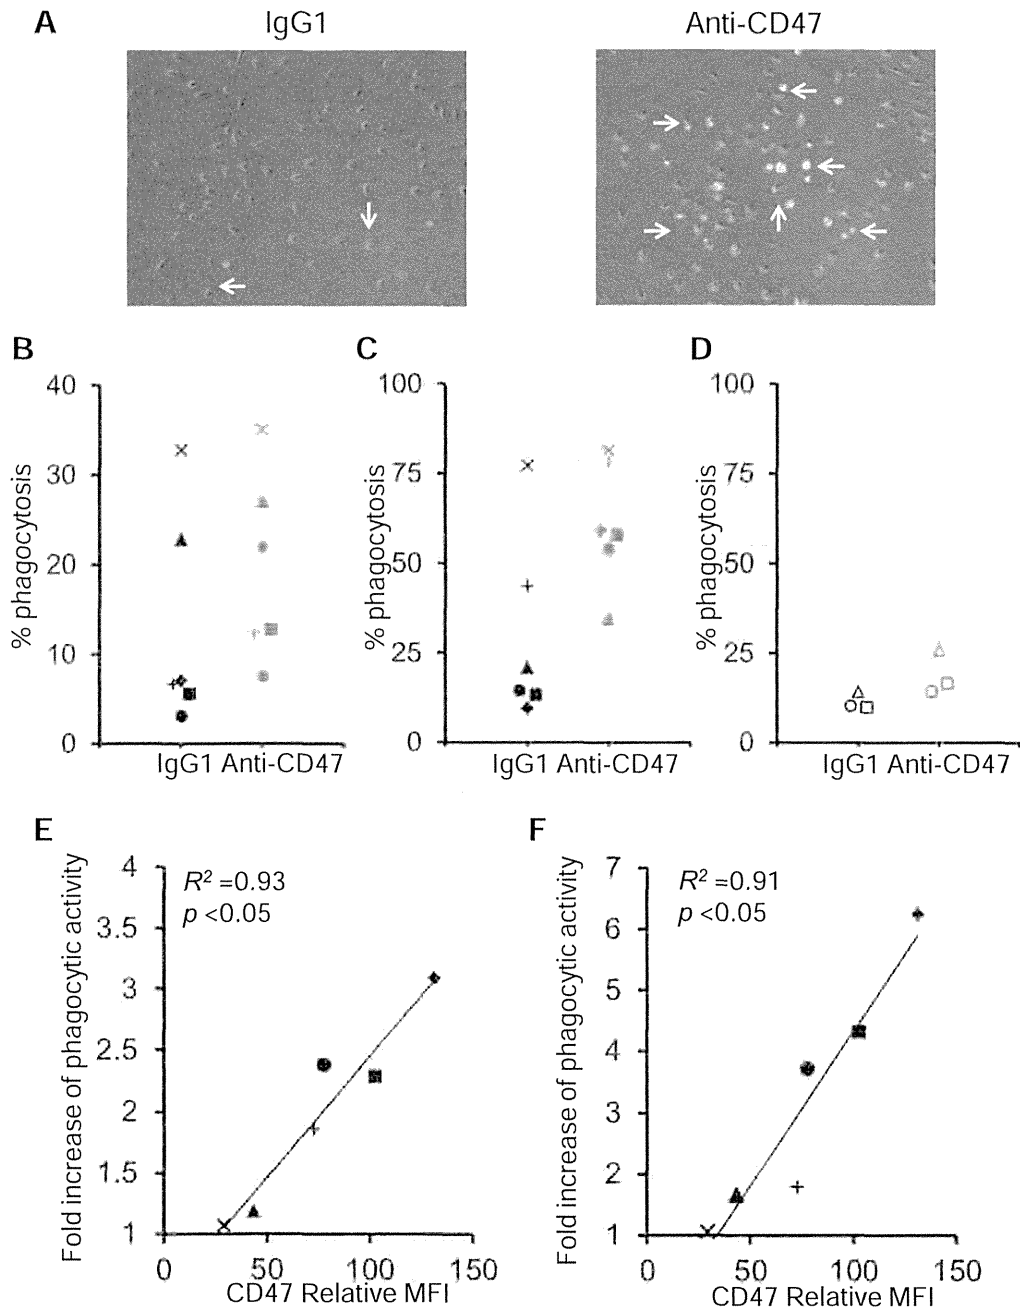 A IgG1 Anti-CD47
B C D
40 100 100
30 75 75
20 50 50
10 25 25
0 0 0
% phagocytosis % phagocytosis % phagocytosis
IgG1 Anti-CD47 IgG1 Anti-CD47 IgG1 Anti-CD47
E F
Fold increase of phagocytic activity
4
3.5
3
2.5
2
1.5
1
R² =0.93
p <0.05
0 50 100 150
CD47 Relative MFI
Fold increase of phagocytic activity
7
6
5
4
3
2
1
R² =0.91
p <0.05
0 50 100 150
CD47 Relative MFI